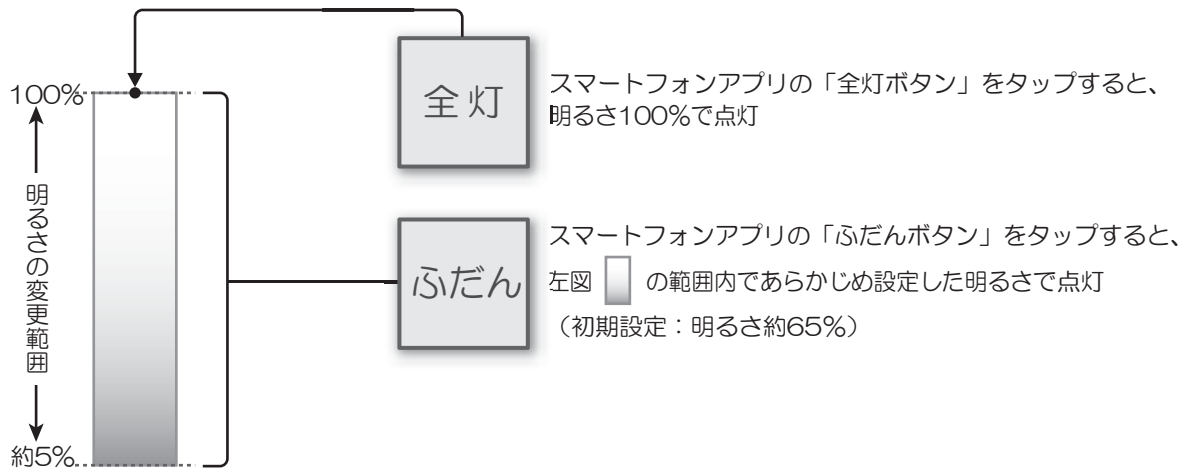 100%
明るさの変更範囲
約5%
全灯
スマートフォンアプリの「全灯ボタン」をタップすると、
明るさ100%で点灯
ふだん
スマートフォンアプリの「ふだんボタン」をタップすると、
左図 の範囲内であらかじめ設定した明るさで点灯
（初期設定：明るさ約65%）